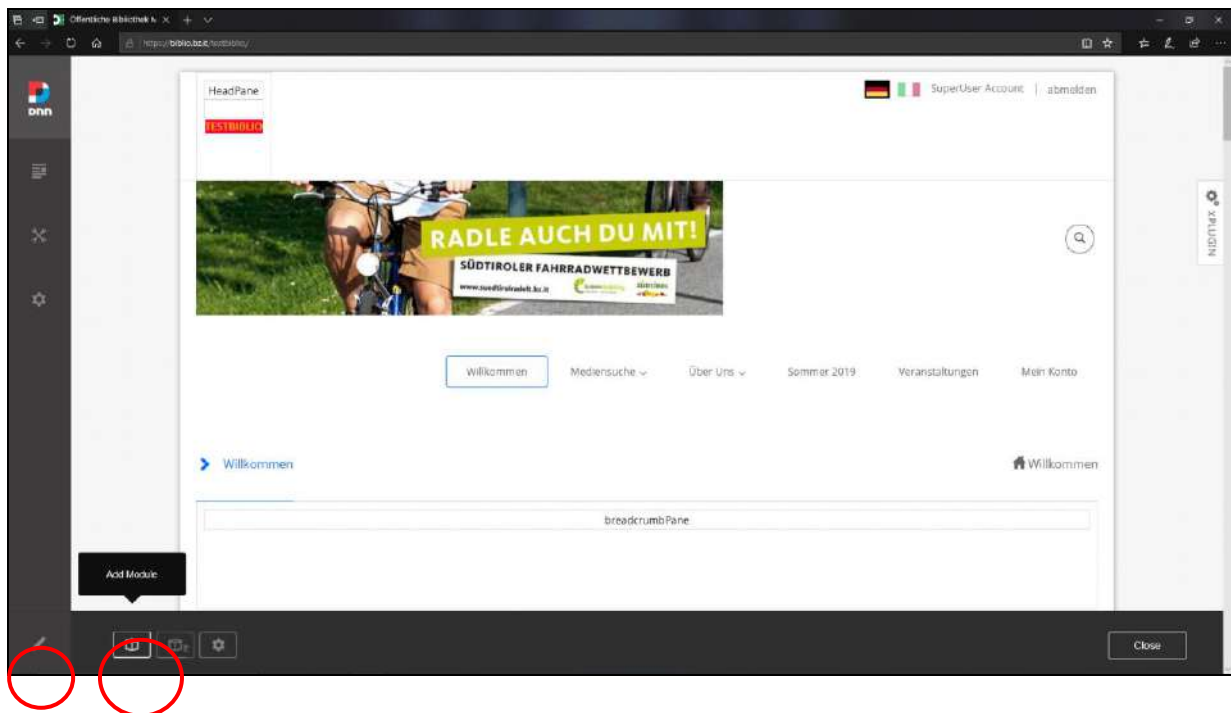 Öffentliche Bibliothek
https://biblio.bz.it/testbiblio/
DNN
HeadPane
SuperUser Account | abmelden
TESTBIBLIO
RADLE AUCH DU MIT!
SÜDTIROLER FAHRRADWETTBEWERB
www.suedtirolradelt.bz.it
xPLUGIN
Willkommen Mediensuche Über Uns Sommer 2019 Veranstaltungen Mein Konto
Willkommen
Willkommen
breadcrumbPane
Add Module
Close